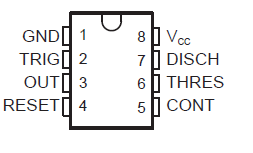 GND 1 8 Vcc
TRIG 2 7 DISCH
OUT 3 6 THRES
RESET 4 5 CONT